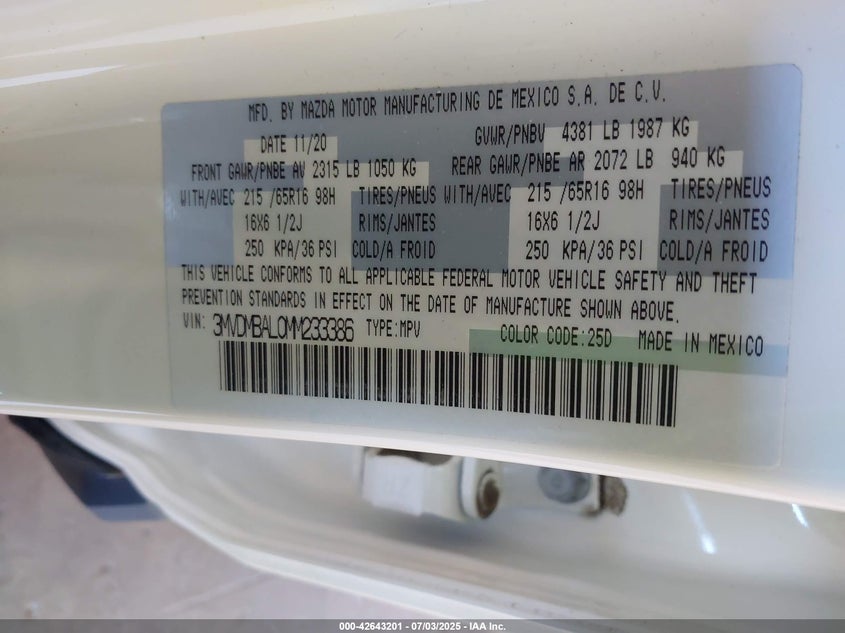 MFD. BY MAZDA MOTOR MANUFACTURING DE MEXICO S.A. DE C.V.
DATE 11/20 GVWR/PNBV 4381 LB 1987 KG
FRONT GAWR/PNBE AV 2315 LB 1050 KG REAR GAWR/PNBE AR 2072 LB 940 KG
WITH/AVEC 215 /65R16 98H TIRES/PNEUS WITH/AVEC 215 /65R16 98H TIRES/PNEUS
16X6 1/2J RIMS/JANTES 16X6 1/2J RIMS/JANTES
250 KPA/36 PSI COLD/A FROID 250 KPA/36 PSI COLD/A FROID
THIS VEHICLE CONFORMS TO ALL APPLICABLE FEDERAL MOTOR VEHICLE SAFETY AND THEFT
PREVENTION STANDARDS IN EFFECT ON THE DATE OF MANUFACTURE SHOWN ABOVE.
VIN: 3MVDMBAL0MM233386 TYPE:MPV COLOR CODE:25D MADE IN MEXICO
000-42643201 - 07/03/2025 - IAA Inc.